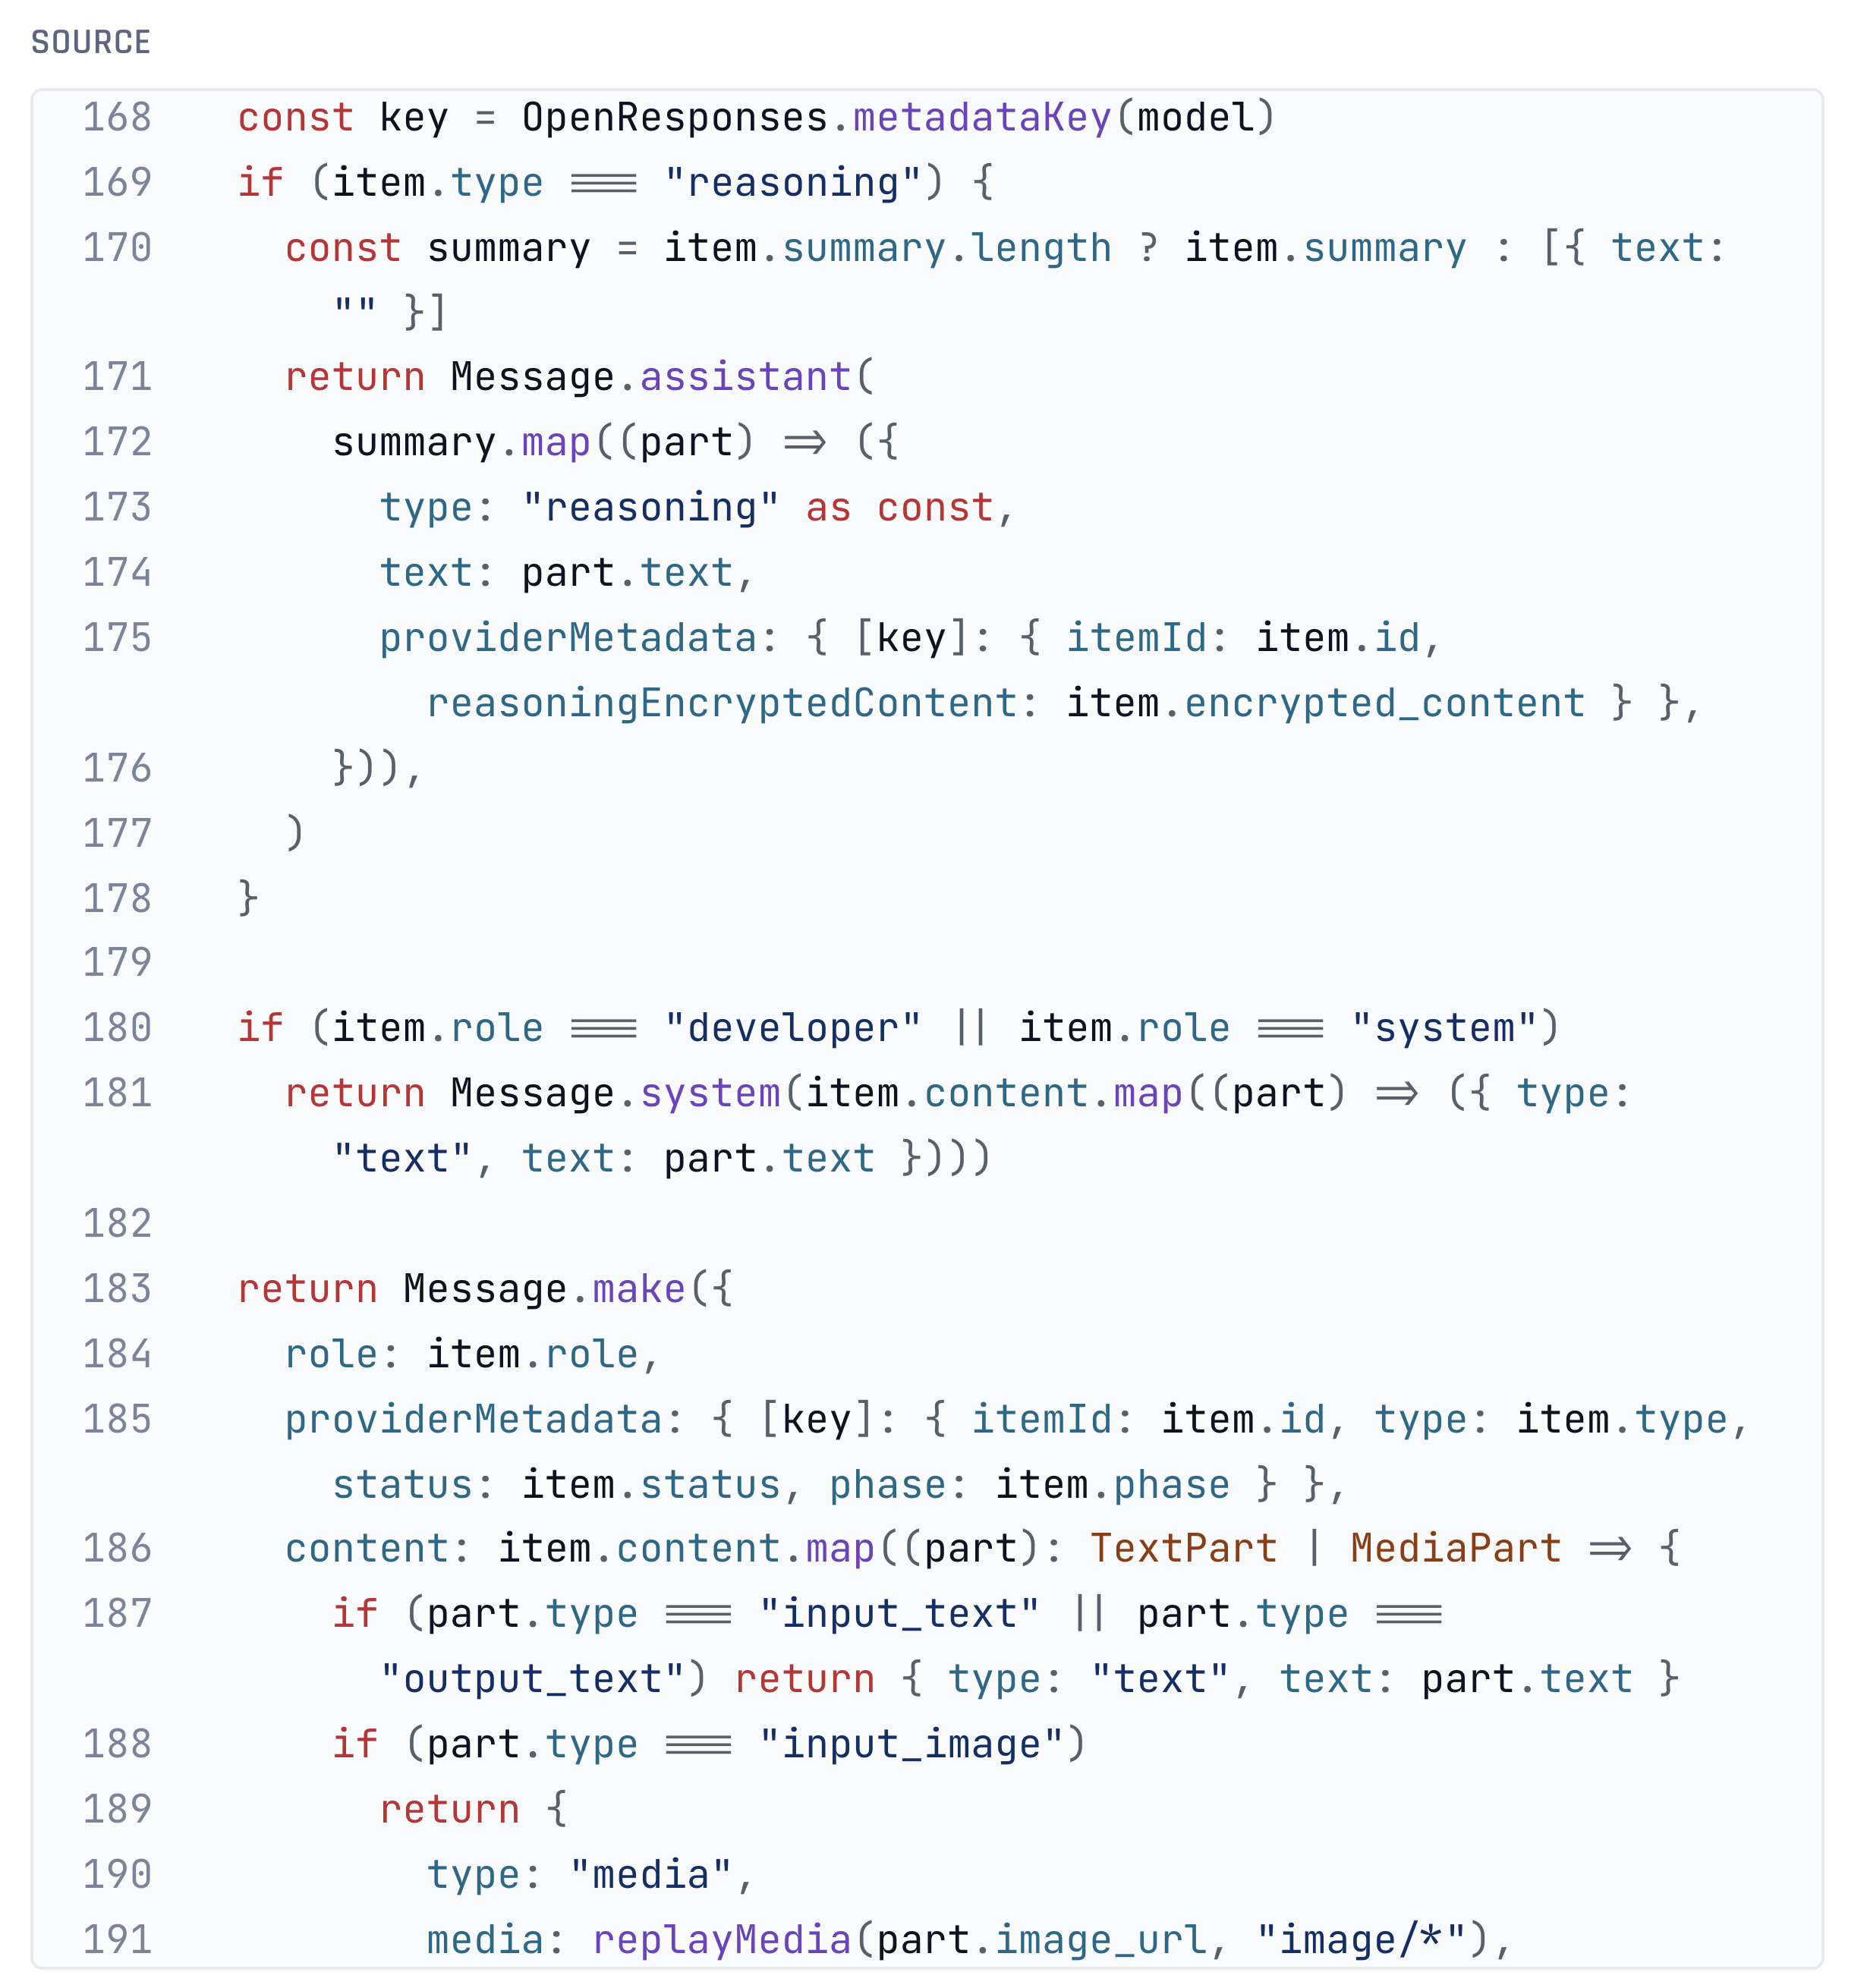 SOURCE
168 const key = OpenResponses.metadataKey(model)
169 if (item.type === "reasoning") {
170 const summary = item.summary.length ? item.summary : [{ text:
"" }]
171 return Message.assistant(
172 summary.map((part) => ({
173 type: "reasoning" as const,
174 text: part.text,
175 providerMetadata: { [key]: { itemId: item.id,
reasoningEncryptedContent: item.encrypted_content } },
176 })),
177 )
178 }
179
180 if (item.role === "developer" || item.role === "system")
181 return Message.system(item.content.map((part) => ({ type:
"text", text: part.text })))
182
183 return Message.make({
184 role: item.role,
185 providerMetadata: { [key]: { itemId: item.id, type: item.type,
status: item.status, phase: item.phase } },
186 content: item.content.map((part): TextPart | MediaPart => {
187 if (part.type === "input_text" || part.type ===
"output_text") return { type: "text", text: part.text }
188 if (part.type === "input_image")
189 return {
190 type: "media",
191 media: replayMedia(part.image_url, "image/*"),